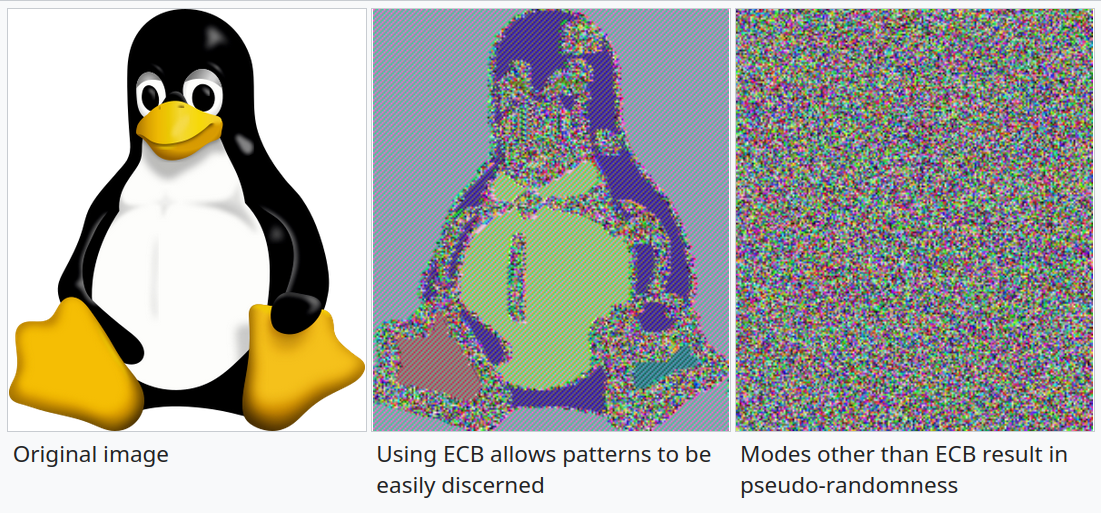 Original image
Using ECB allows patterns to be
easily discerned
Modes other than ECB result in
pseudo-randomness